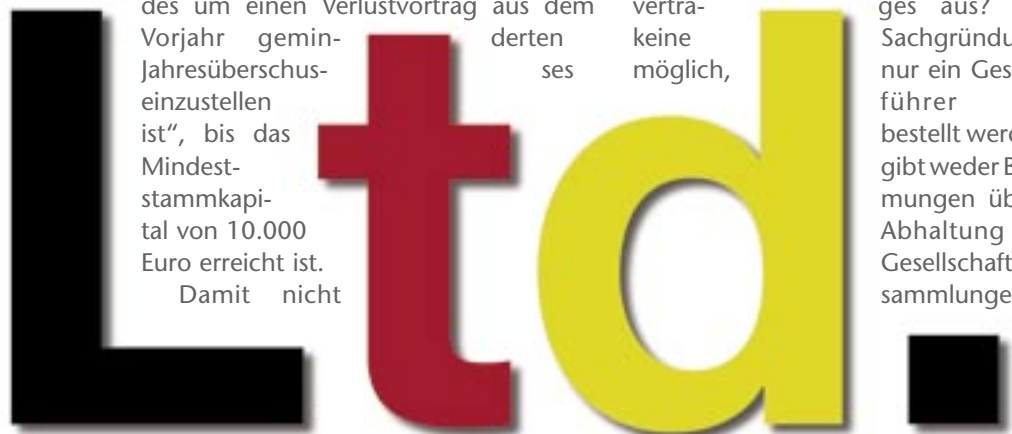 des um einen Verlustvortrag aus dem
Vorjahr gemin-
derten
Jahresüberschus-
ses
einzustellen
ist“, bis das
Mindest-
stammkapi-
tal von 10.000
Euro erreicht ist.
Damit nicht
vertra-
keine
möglich,
ges aus?
Sachgründu
nur ein Ges
führer
bestellt werd
gibt weder B
mungen üb
Abhaltung
Gesellschaft
sammlunge
Ltd.